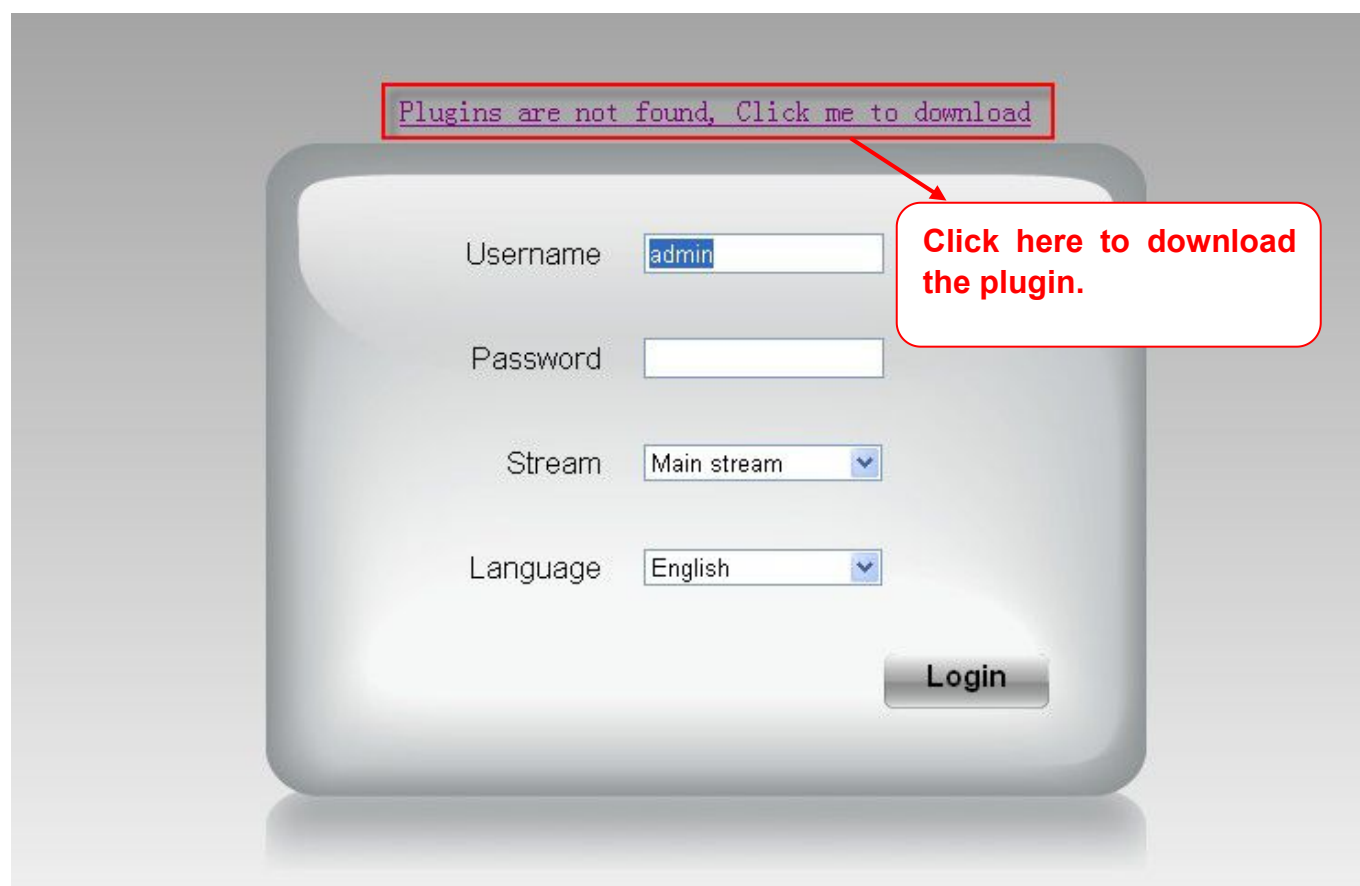 Plugins are not found, Click me to download
Click here to download
the plugin.
Username admin
Password
Stream Main stream
Language English
Login